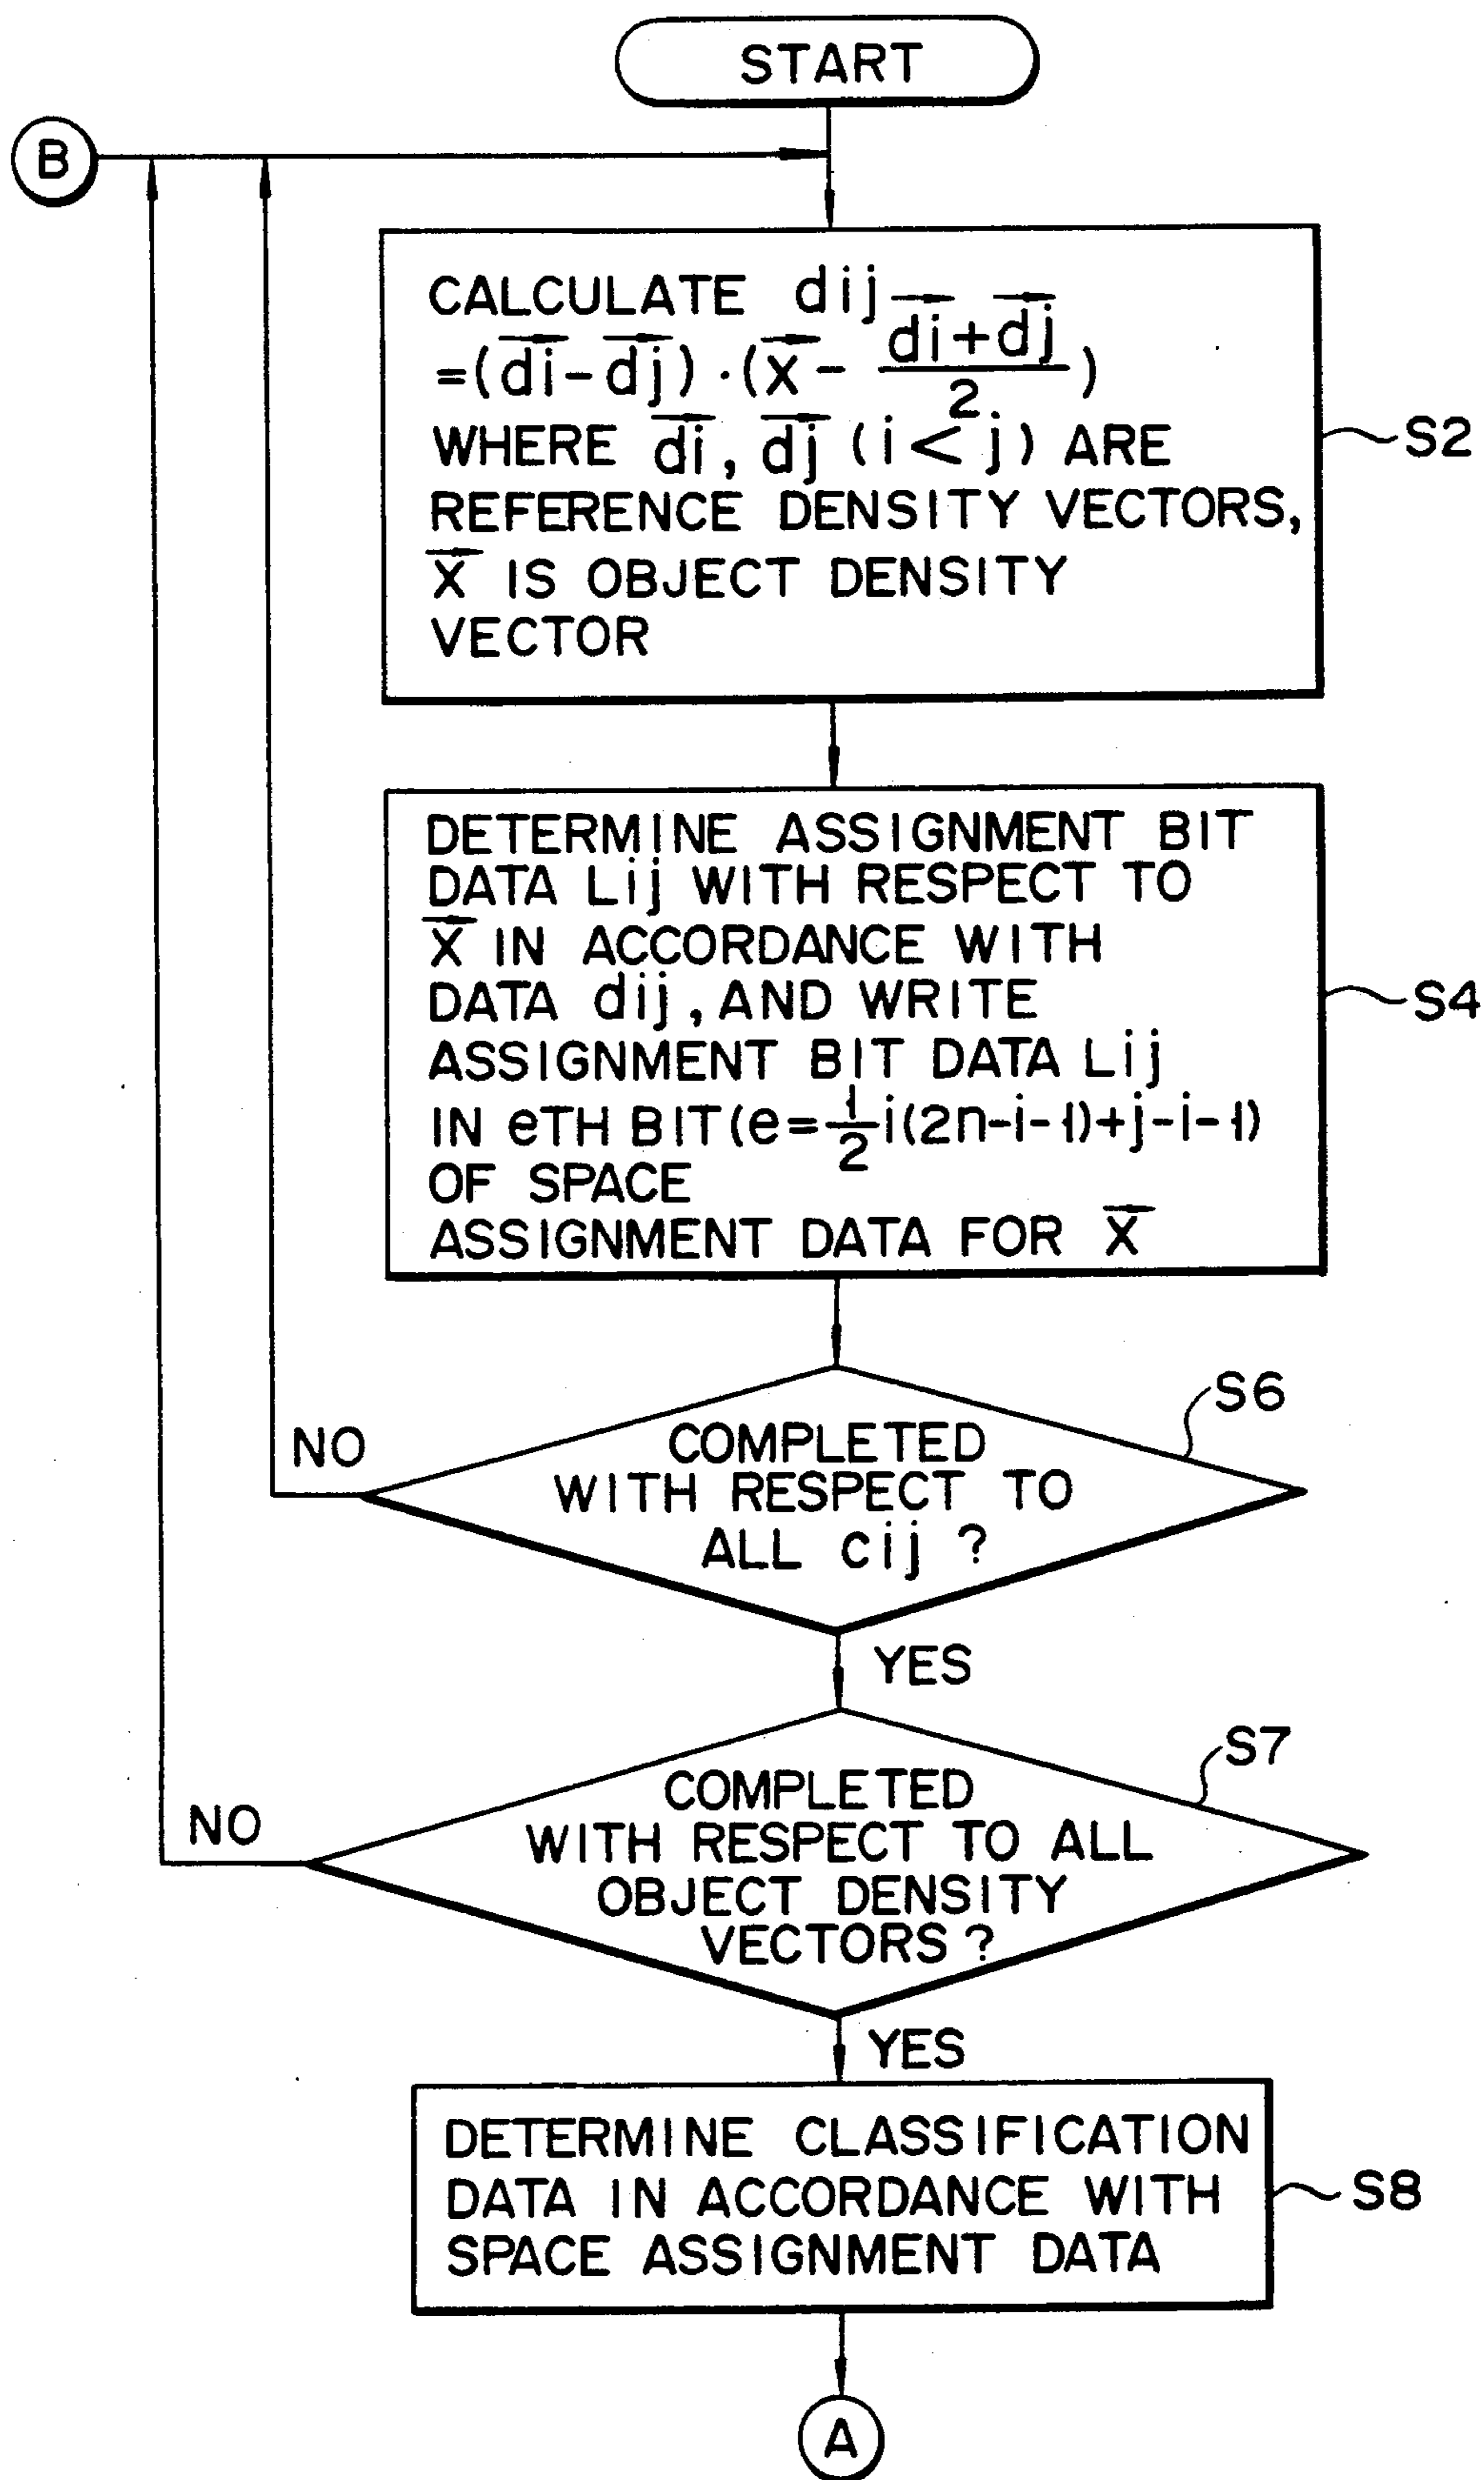 START
B
CALCULATE dij
=(di→-dj→)·(x→-(di→+dj→)/2)
WHERE di→, dj→ (i<j) ARE
REFERENCE DENSITY VECTORS,
x→ IS OBJECT DENSITY
VECTOR
S2
DETERMINE ASSIGNMENT BIT
DATA Lij WITH RESPECT TO
x→ IN ACCORDANCE WITH
DATA dij, AND WRITE
ASSIGNMENT BIT DATA Lij
IN eTH BIT(e=1/2i(2n-i-1)+j-i-1)
OF SPACE
ASSIGNMENT DATA FOR x→
S4
S6
NO
COMPLETED
WITH RESPECT TO
ALL cij ?
YES
S7
NO
COMPLETED
WITH RESPECT TO ALL
OBJECT DENSITY
VECTORS ?
YES
DETERMINE CLASSIFICATION
DATA IN ACCORDANCE WITH
SPACE ASSIGNMENT DATA
S8
A